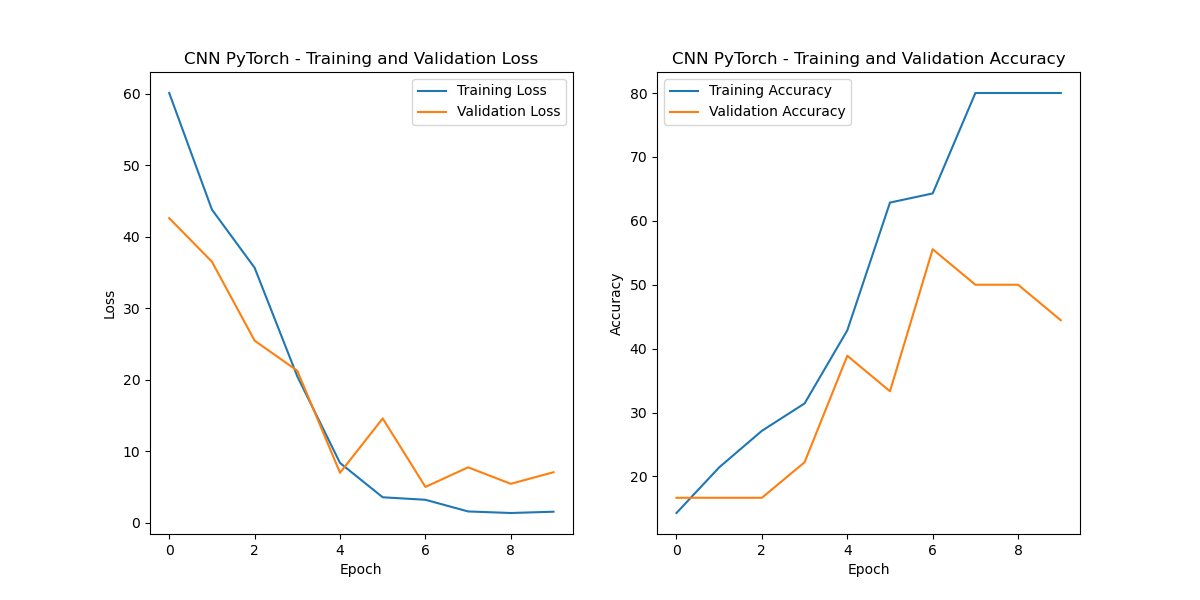 CNN PyTorch - Training and Validation Loss
Training Loss
Validation Loss
60
50
40
30
20
10
0
Loss
0 2 4 6 8
Epoch
CNN PyTorch - Training and Validation Accuracy
Training Accuracy
Validation Accuracy
80
70
60
50
40
30
20
Accuracy
0 2 4 6 8
Epoch